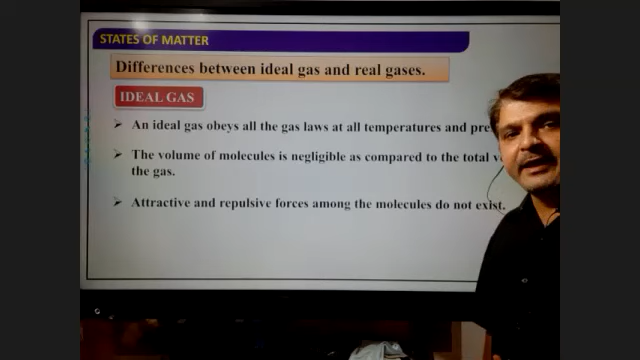 STATES OF MATTER
Differences between ideal gas and real gases.
IDEAL GAS
➢ An ideal gas obeys all the gas laws at all temperatures and pre
➢ The volume of molecules is negligible as compared to the total v
the gas.
➢ Attractive and repulsive forces among the molecules do not exist.